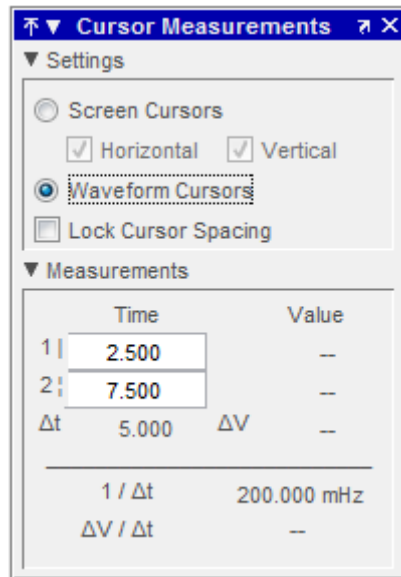 Cursor Measurements
Settings
Screen Cursors
Horizontal Vertical
Waveform Cursors
Lock Cursor Spacing
Measurements
Time Value
1 | 2.500 --
2 ¦ 7.500 --
Δt 5.000 ΔV --
1 / Δt 200.000 mHz
ΔV / Δt --